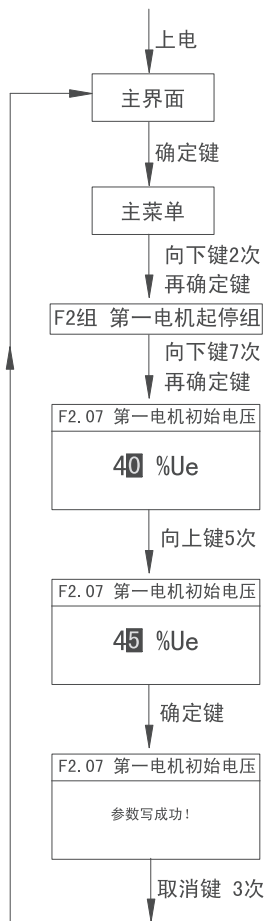 上电
主界面
确定键
主菜单
向下键2次
再确定键
F2组 第一电机起停组
向下键7次
再确定键
F2.07 第一电机初始电压
40 %Ue
向上键5次
F2.07 第一电机初始电压
45 %Ue
确定键
F2.07 第一电机初始电压
参数写成功!
取消键 3次